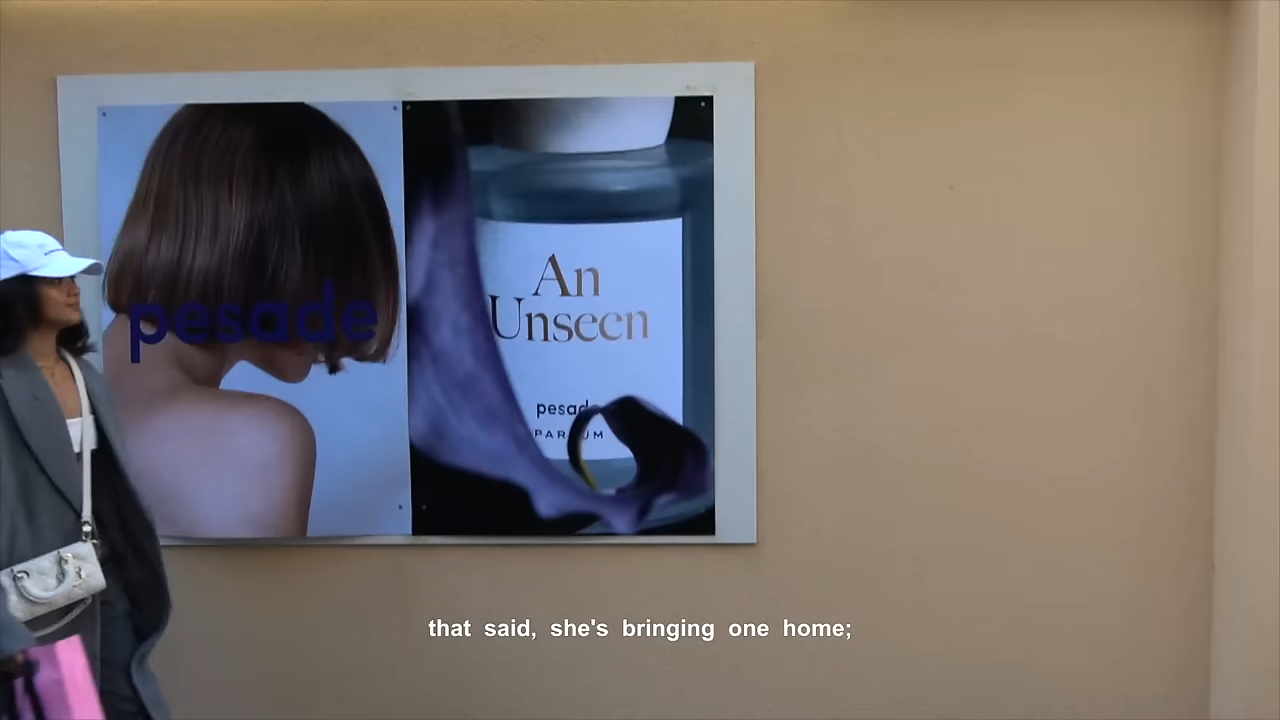 pesade
An
Unseen
pesade
PARFUM
that said, she's bringing one home;